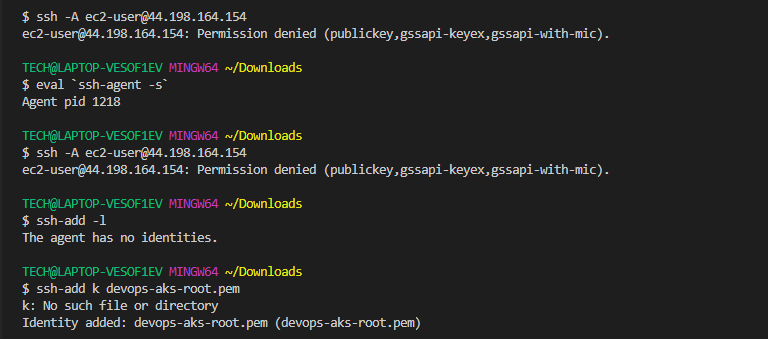 $ ssh -A ec2-user@44.198.164.154
ec2-user@44.198.164.154: Permission denied (publickey,gssapi-keyex,gssapi-with-mic).
TECH@LAPTOP-VESOF1EV MINGW64 ~/Downloads
$ eval `ssh-agent -s`
Agent pid 1218
TECH@LAPTOP-VESOF1EV MINGW64 ~/Downloads
$ ssh -A ec2-user@44.198.164.154
ec2-user@44.198.164.154: Permission denied (publickey,gssapi-keyex,gssapi-with-mic).
TECH@LAPTOP-VESOF1EV MINGW64 ~/Downloads
$ ssh-add -l
The agent has no identities.
TECH@LAPTOP-VESOF1EV MINGW64 ~/Downloads
$ ssh-add k devops-aks-root.pem
k: No such file or directory
Identity added: devops-aks-root.pem (devops-aks-root.pem)